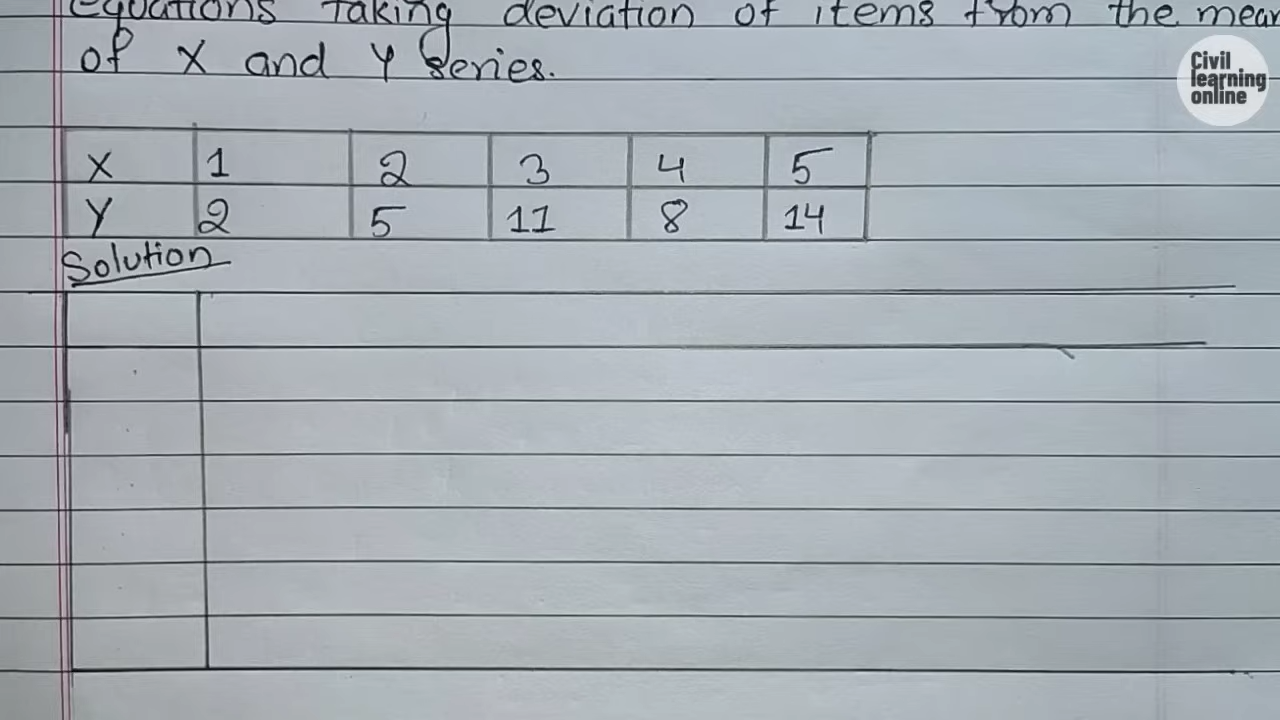 equations taking deviation of items from the mean
of X and Y series.
X 1 2 3 4 5
Y 2 5 11 8 14
Solution
Civil
learning
online